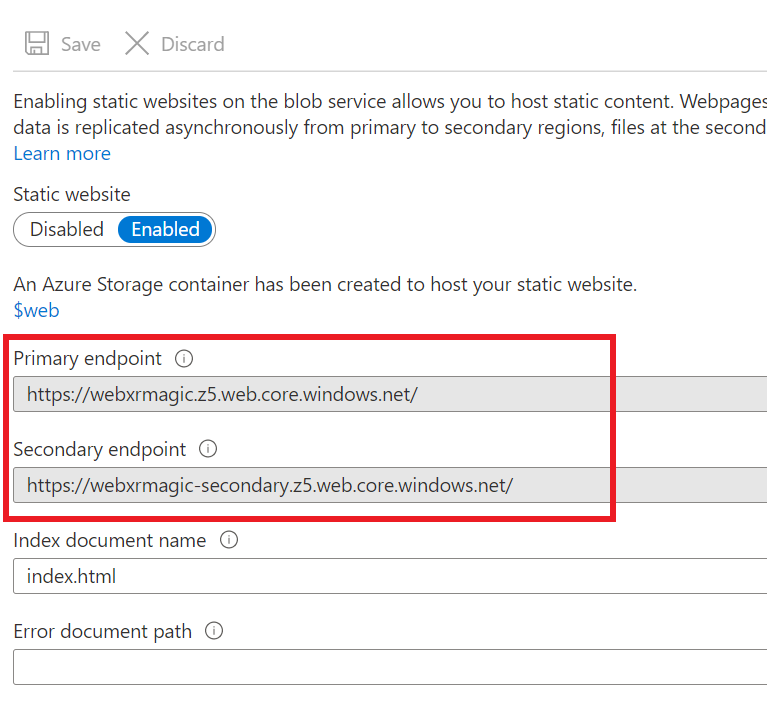 Save Discard
Enabling static websites on the blob service allows you to host static content. Webpages
data is replicated asynchronously from primary to secondary regions, files at the second
Learn more
Static website
Disabled Enabled
An Azure Storage container has been created to host your static website.
$web
Primary endpoint
https://webxrmagic.z5.web.core.windows.net/
Secondary endpoint
https://webxrmagic-secondary.z5.web.core.windows.net/
Index document name
index.html
Error document path